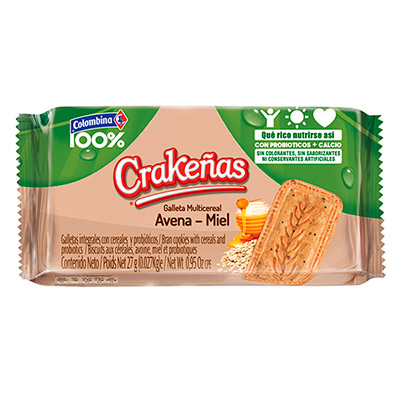 Colombina
100%
Qué rico nutrirse así
CON PROBIOTICOS + CALCIO
SIN COLORANTES, SIN SABORIZANTES
NI CONSERVANTES ARTIFICIALES
Crakeñas
Galleta Multicereal
Avena – Miel
Galletas integrales con cereales y probióticos / Bran cookies with cereals and
probiotics / Biscuits aux céréales, avoine, miel et probiotiques
Contenido Neto / Poids Net 27 g (0.027Kg)e / Net Wt. 0,95 Oz